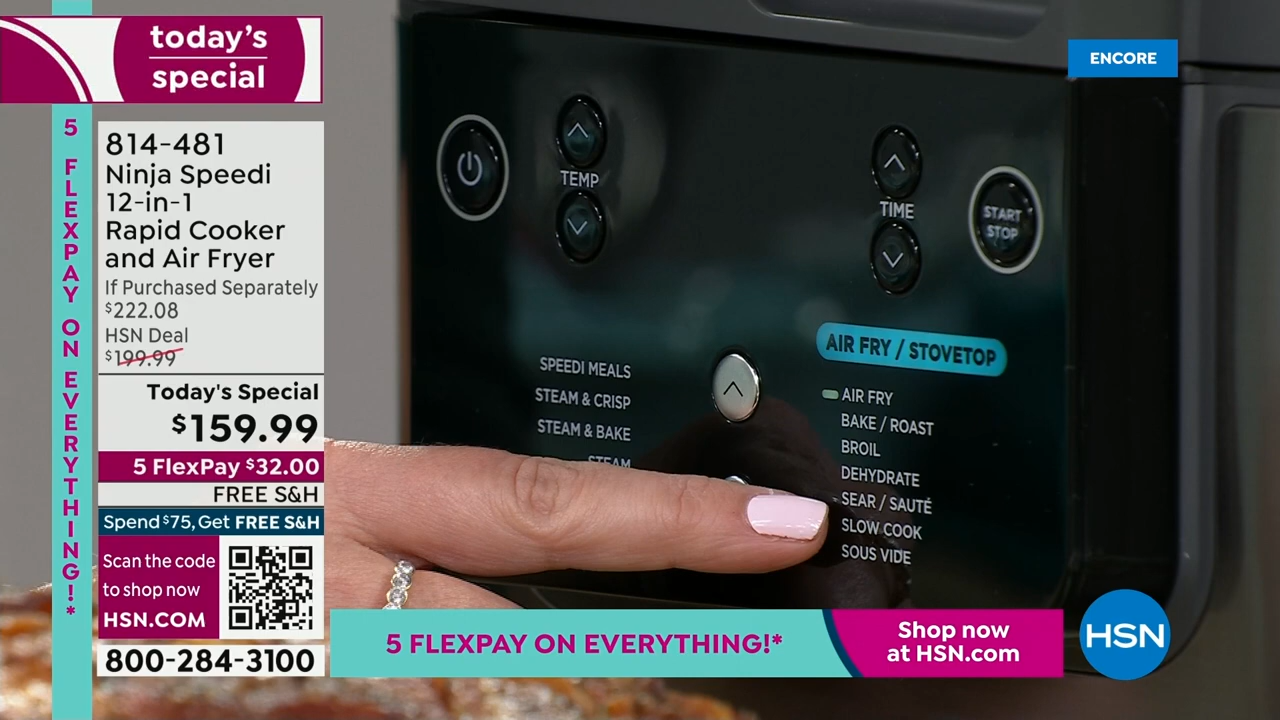 today's
special
ENCORE
5 FLEXPAY ON EVERYTHING!*
814-481
Ninja Speedi
12-in-1
Rapid Cooker
and Air Fryer
If Purchased Separately
$222.08
HSN Deal
$199.99
Today's Special
$159.99
5 FlexPay $32.00
FREE S&H
Spend $75, Get FREE S&H
Scan the code
to shop now
HSN.COM
800-284-3100
TEMP
TIME
START
STOP
AIR FRY / STOVETOP
SPEEDI MEALS
STEAM & CRISP
STEAM & BAKE
STEAM
AIR FRY
BAKE / ROAST
BROIL
DEHYDRATE
SEAR / SAUTÉ
SLOW COOK
SOUS VIDE
5 FLEXPAY ON EVERYTHING!*
Shop now
at HSN.com
HSN